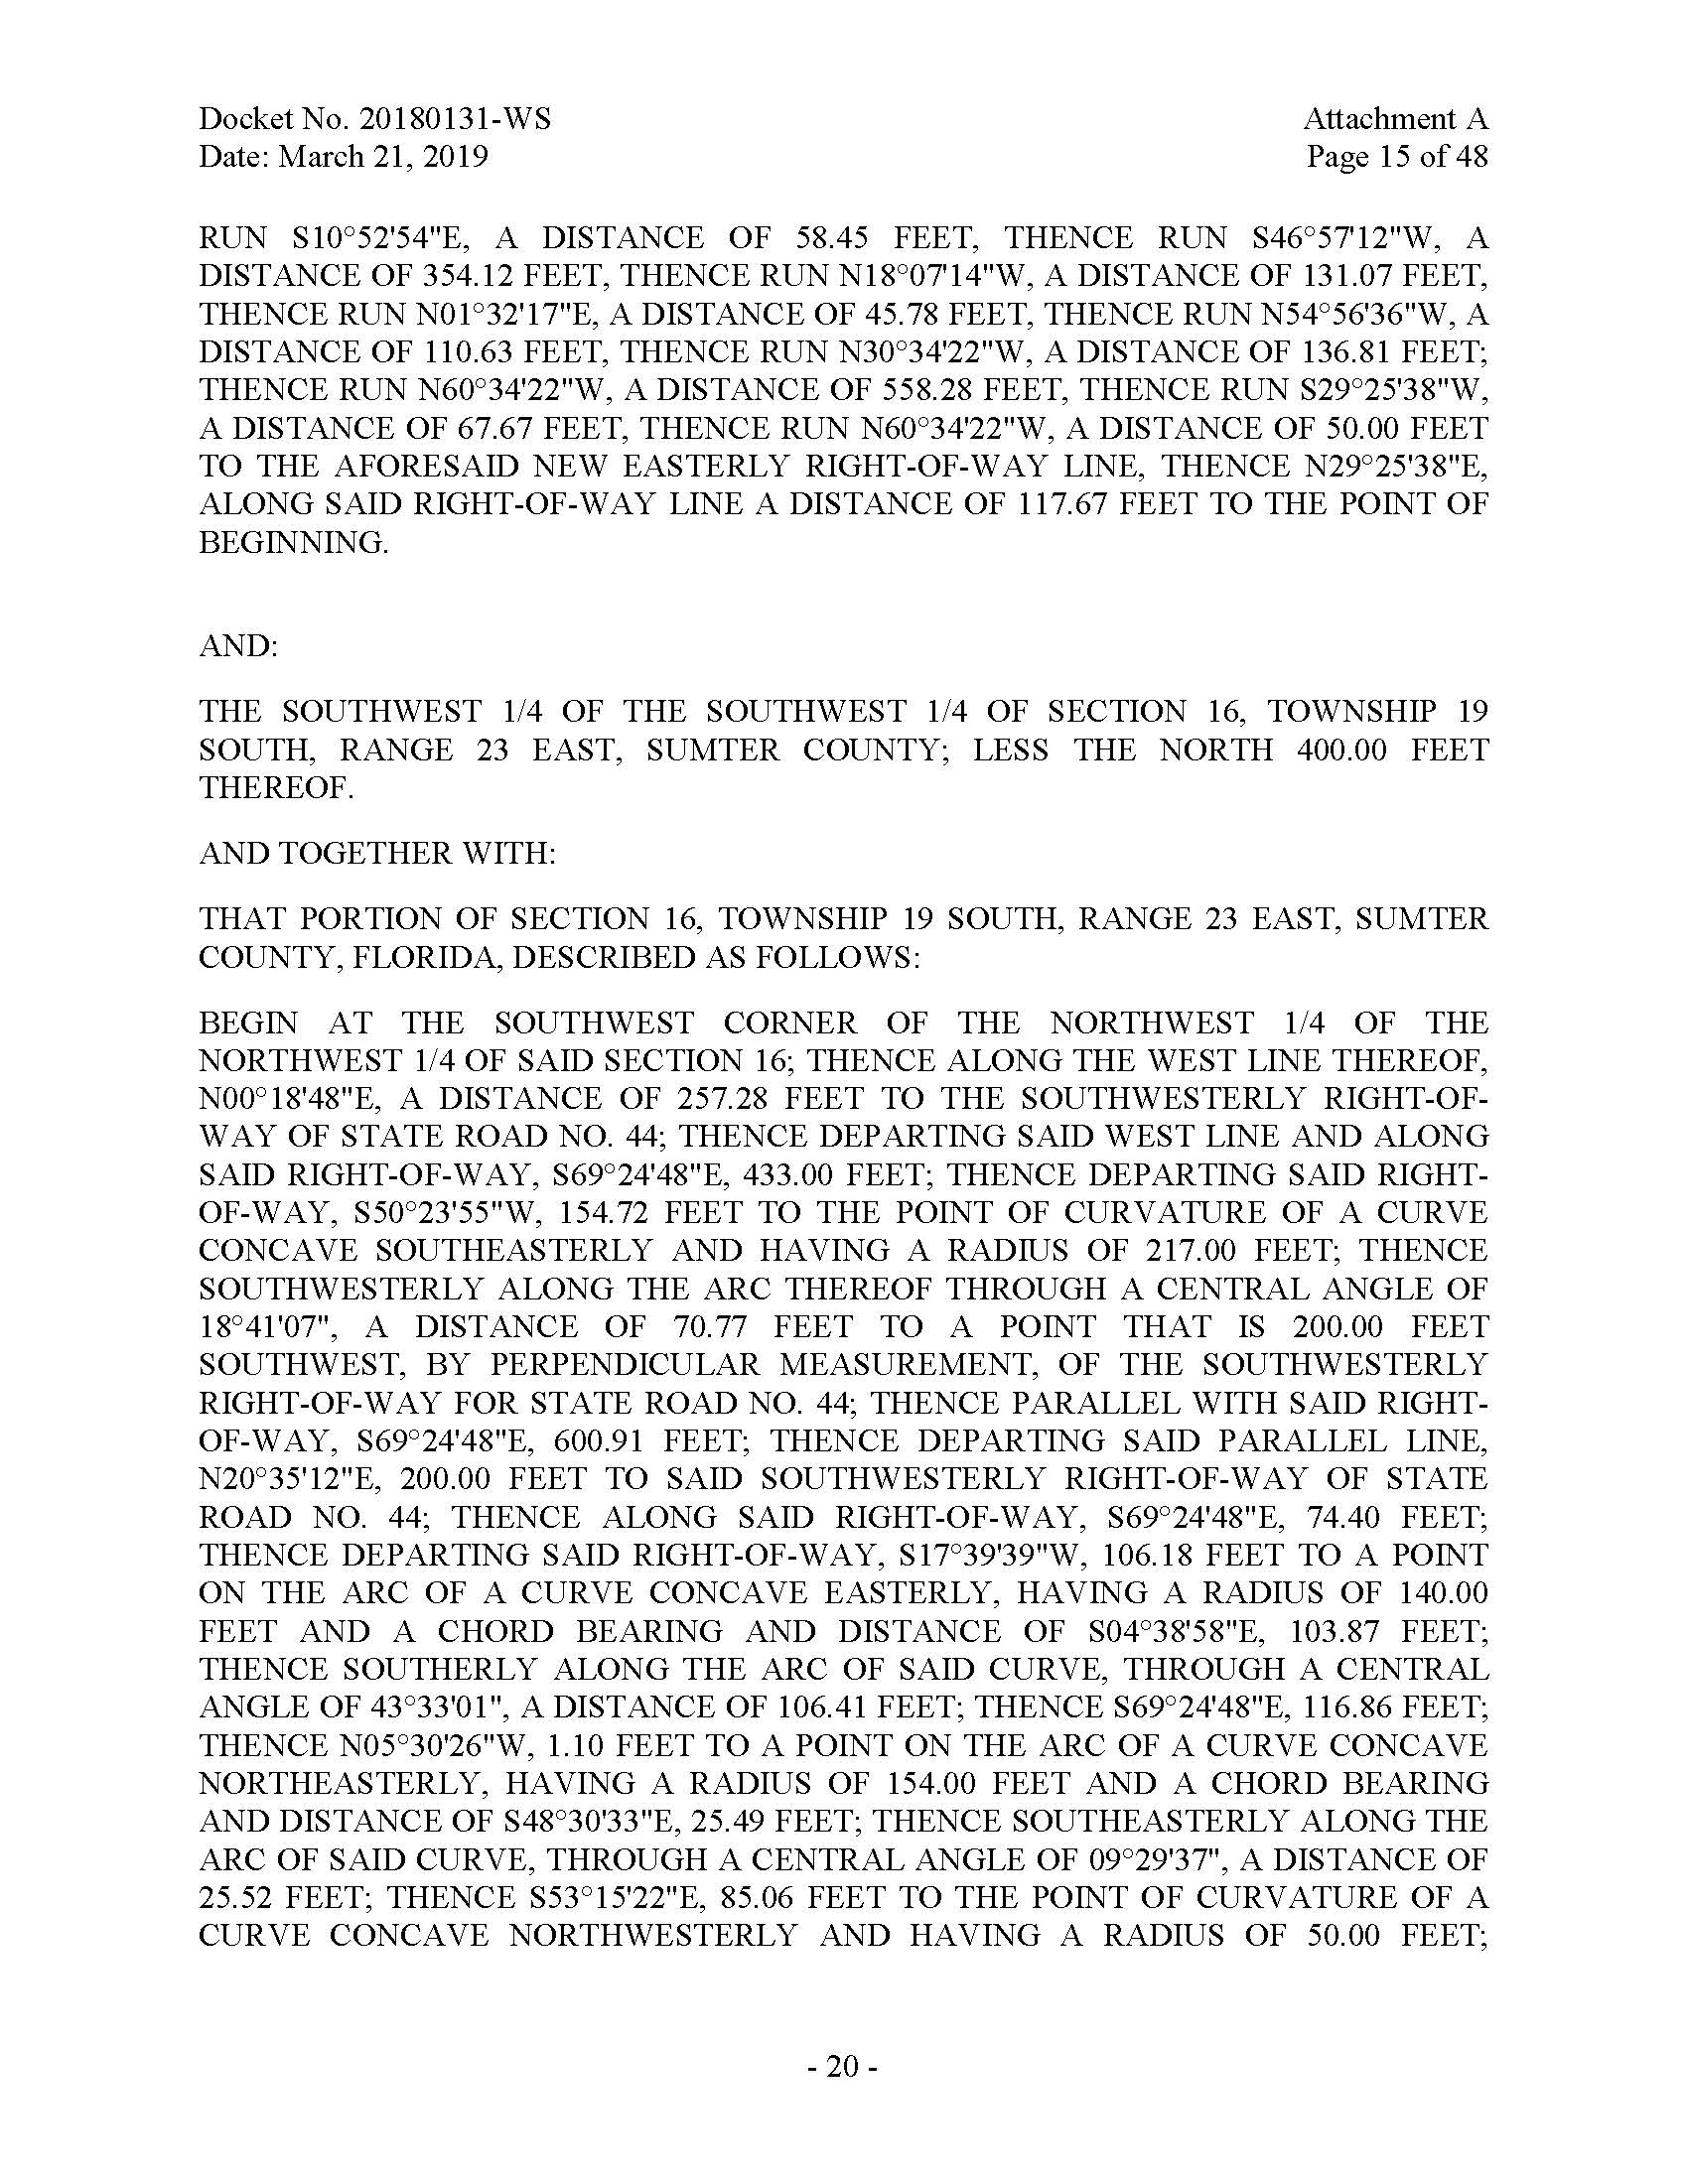 Docket No. 20180131-WS
Date: March 21, 2019
Attachment A
Page 15 of 48
RUN S10°52'54"E, A DISTANCE OF 58.45 FEET, THENCE RUN S46°57'12"W, A
DISTANCE OF 354.12 FEET, THENCE RUN N18°07'14"W, A DISTANCE OF 131.07 FEET,
THENCE RUN N01°32'17"E, A DISTANCE OF 45.78 FEET, THENCE RUN N54°56'36"W, A
DISTANCE OF 110.63 FEET, THENCE RUN N30°34'22"W, A DISTANCE OF 136.81 FEET;
THENCE RUN N60°34'22"W, A DISTANCE OF 558.28 FEET, THENCE RUN S29°25'38"W,
A DISTANCE OF 67.67 FEET, THENCE RUN N60°34'22"W, A DISTANCE OF 50.00 FEET
TO THE AFORESAID NEW EASTERLY RIGHT-OF-WAY LINE, THENCE N29°25'38"E,
ALONG SAID RIGHT-OF-WAY LINE A DISTANCE OF 117.67 FEET TO THE POINT OF
BEGINNING.
AND:
THE SOUTHWEST 1/4 OF THE SOUTHWEST 1/4 OF SECTION 16, TOWNSHIP 19
SOUTH, RANGE 23 EAST, SUMTER COUNTY; LESS THE NORTH 400.00 FEET
THEREOF.
AND TOGETHER WITH:
THAT PORTION OF SECTION 16, TOWNSHIP 19 SOUTH, RANGE 23 EAST, SUMTER
COUNTY, FLORIDA, DESCRIBED AS FOLLOWS:
BEGIN AT THE SOUTHWEST CORNER OF THE NORTHWEST 1/4 OF THE
NORTHWEST 1/4 OF SAID SECTION 16; THENCE ALONG THE WEST LINE THEREOF,
N00°18'48"E, A DISTANCE OF 257.28 FEET TO THE SOUTHWESTERLY RIGHT-OF-
WAY OF STATE ROAD NO. 44; THENCE DEPARTING SAID WEST LINE AND ALONG
SAID RIGHT-OF-WAY, S69°24'48"E, 433.00 FEET; THENCE DEPARTING SAID RIGHT-
OF-WAY, S50°23'55"W, 154.72 FEET TO THE POINT OF CURVATURE OF A CURVE
CONCAVE SOUTHEASTERLY AND HAVING A RADIUS OF 217.00 FEET; THENCE
SOUTHWESTERLY ALONG THE ARC THEREOF THROUGH A CENTRAL ANGLE OF
18°41'07", A DISTANCE OF 70.77 FEET TO A POINT THAT IS 200.00 FEET
SOUTHWEST, BY PERPENDICULAR MEASUREMENT, OF THE SOUTHWESTERLY
RIGHT-OF-WAY FOR STATE ROAD NO. 44; THENCE PARALLEL WITH SAID RIGHT-
OF-WAY, S69°24'48"E, 600.91 FEET; THENCE DEPARTING SAID PARALLEL LINE,
N20°35'12"E, 200.00 FEET TO SAID SOUTHWESTERLY RIGHT-OF-WAY OF STATE
ROAD NO. 44; THENCE ALONG SAID RIGHT-OF-WAY, S69°24'48"E, 74.40 FEET;
THENCE DEPARTING SAID RIGHT-OF-WAY, S17°39'39"W, 106.18 FEET TO A POINT
ON THE ARC OF A CURVE CONCAVE EASTERLY, HAVING A RADIUS OF 140.00
FEET AND A CHORD BEARING AND DISTANCE OF S04°38'58"E, 103.87 FEET;
THENCE SOUTHERLY ALONG THE ARC OF SAID CURVE, THROUGH A CENTRAL
ANGLE OF 43°33'01", A DISTANCE OF 106.41 FEET; THENCE S69°24'48"E, 116.86 FEET;
THENCE N05°30'26"W, 1.10 FEET TO A POINT ON THE ARC OF A CURVE CONCAVE
NORTHEASTERLY, HAVING A RADIUS OF 154.00 FEET AND A CHORD BEARING
AND DISTANCE OF S48°30'33"E, 25.49 FEET; THENCE SOUTHEASTERLY ALONG THE
ARC OF SAID CURVE, THROUGH A CENTRAL ANGLE OF 09°29'37", A DISTANCE OF
25.52 FEET; THENCE S53°15'22"E, 85.06 FEET TO THE POINT OF CURVATURE OF A
CURVE CONCAVE NORTHWESTERLY AND HAVING A RADIUS OF 50.00 FEET;
- 20 -